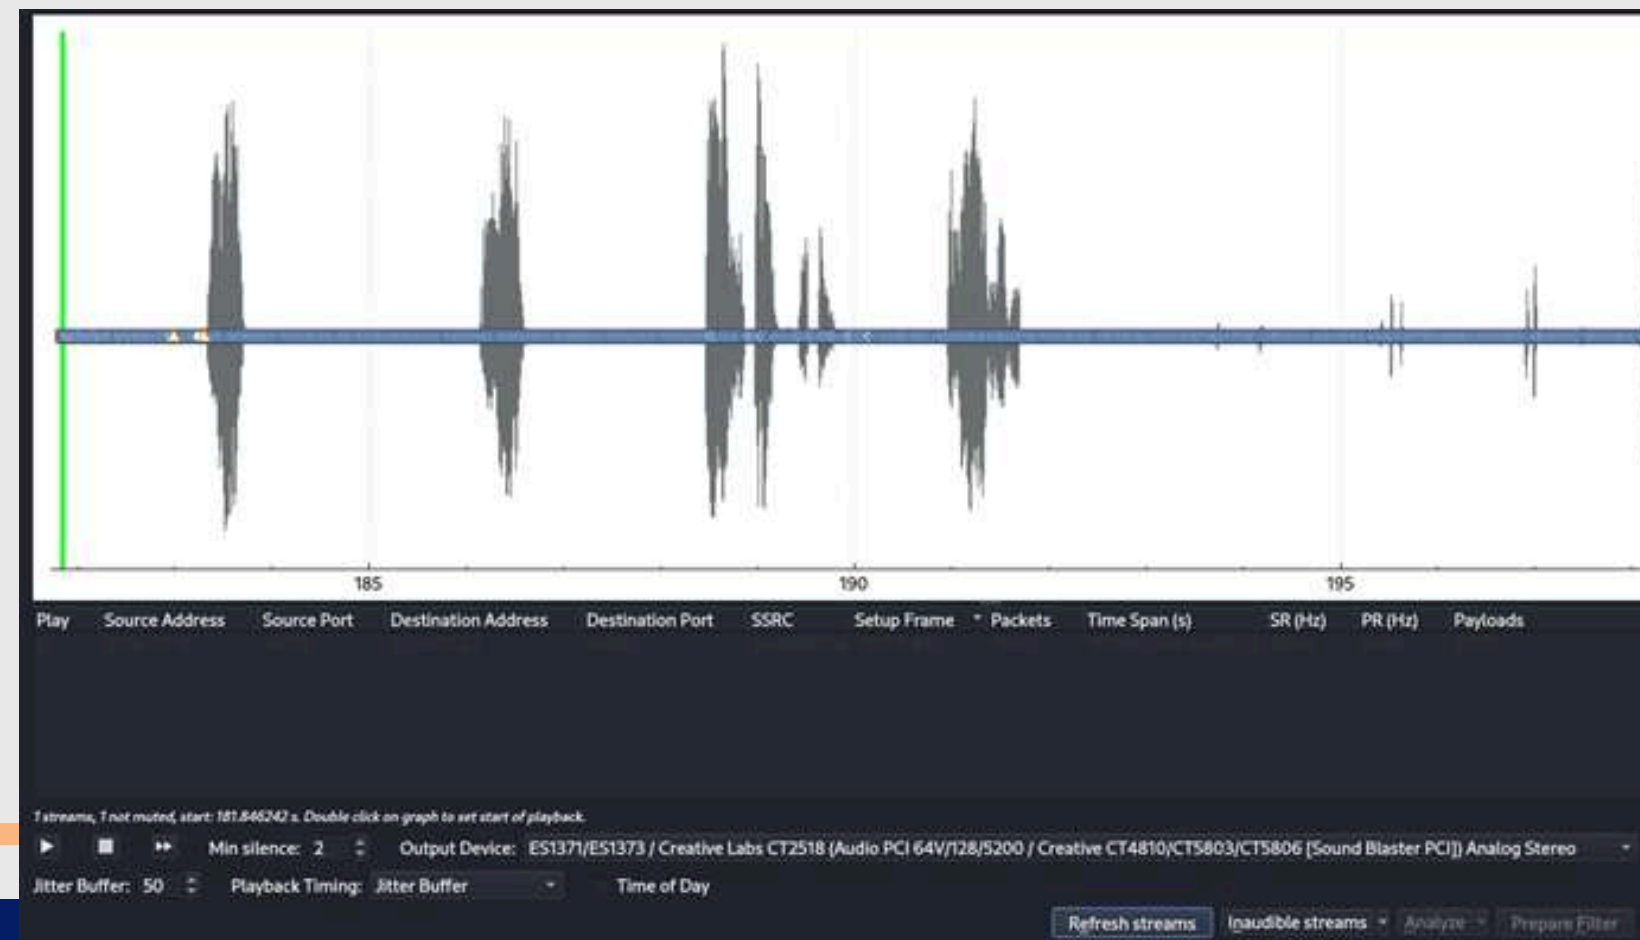 185 190 195
Play Source Address Source Port Destination Address Destination Port SSRC Setup Frame Packets Time Span (s) SR (Hz) PR (Hz) Payloads
1 streams, 1 not muted, start: 181.846242 s. Double click on graph to set start of playback.
Min silence: 2 Output Device: ES1371/ES1373 / Creative Labs CT2518 (Audio PCI 64V/128/5200 / Creative CT4810/CT5803/CT5806 [Sound Blaster PCI]) Analog Stereo
Jitter Buffer: 50 Playback Timing: Jitter Buffer Time of Day
Refresh streams Inaudible streams Analyze Prepare Filter